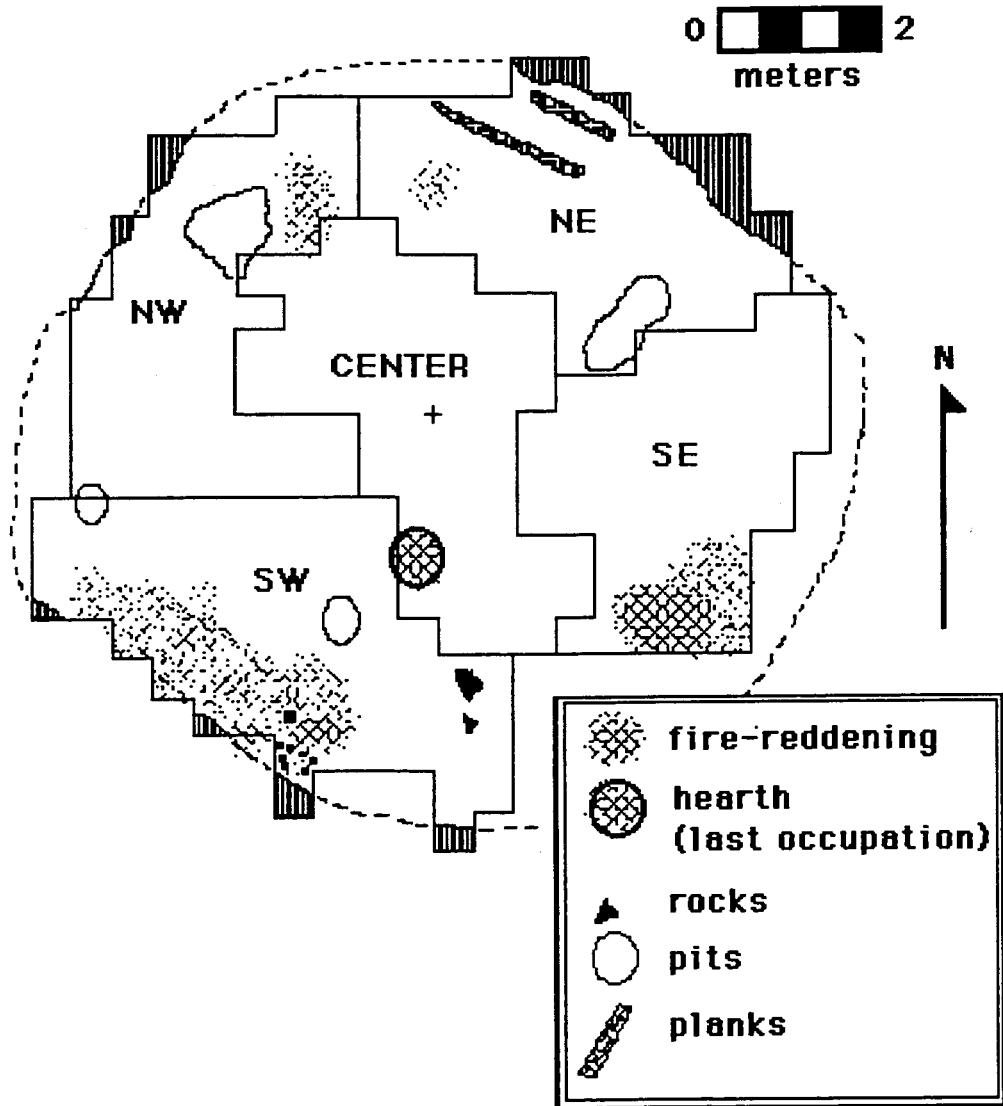 0 2
meters
NE
NW
CENTER
N
SE
SW
fire-reddening
hearth
(last occupation)
rocks
pits
planks